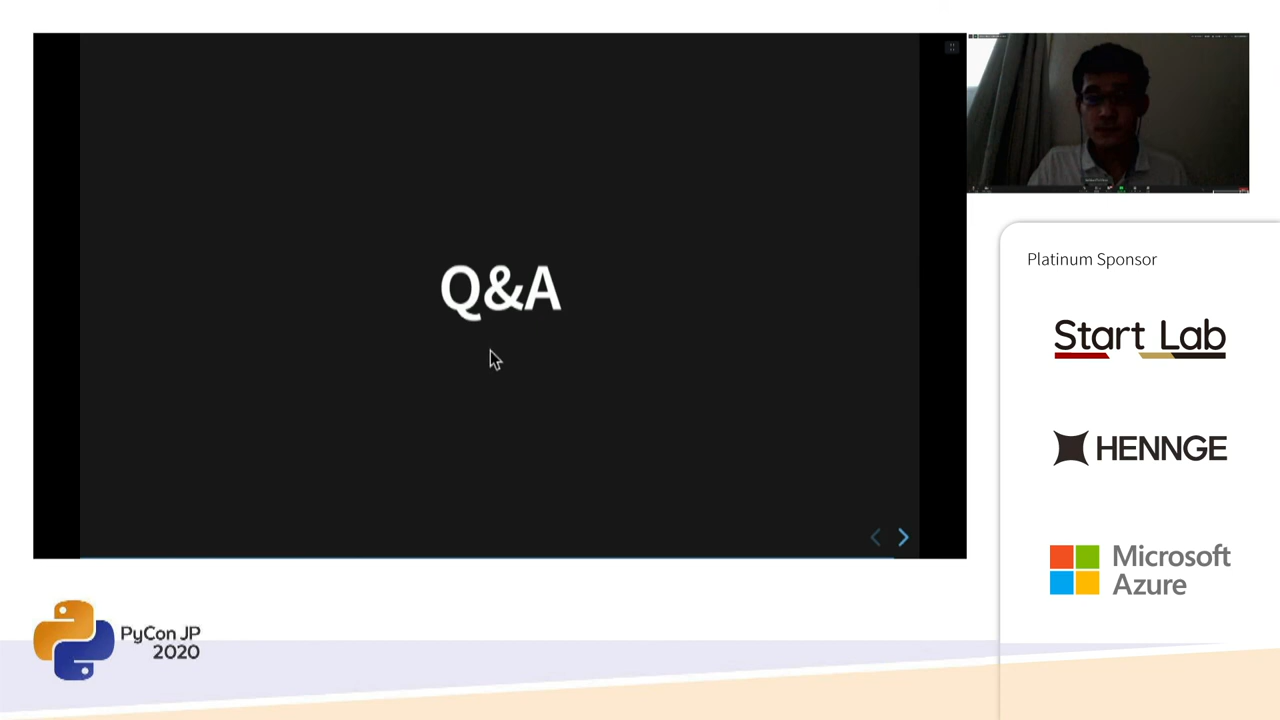 Q&A
Platinum Sponsor
Start Lab
HENNGE
Microsoft
Azure
PyCon JP
2020